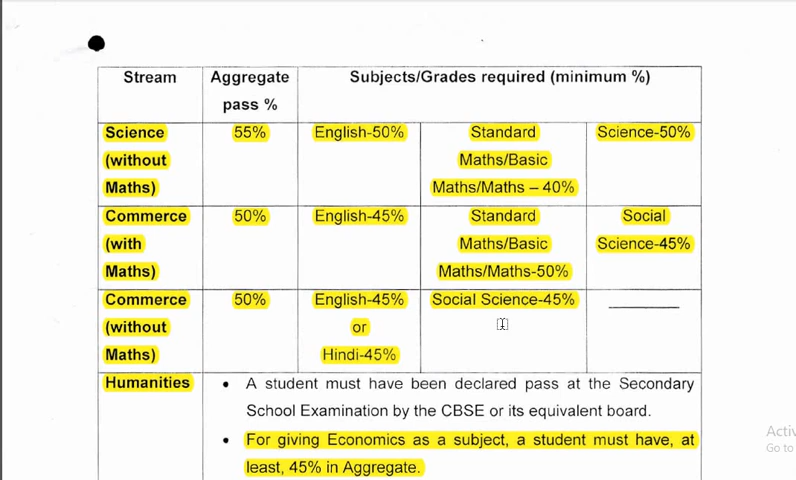 Stream Aggregate pass % Subjects/Grades required (minimum %)
Science (without Maths) 55% English-50% Standard Maths/Basic Maths/Maths – 40% Science-50%
Commerce (with Maths) 50% English-45% Standard Maths/Basic Maths/Maths-50% Social Science-45%
Commerce (without Maths) 50% English-45% or Hindi-45% Social Science-45%
Humanities
• A student must have been declared pass at the Secondary
School Examination by the CBSE or its equivalent board.
• For giving Economics as a subject, a student must have, at
least, 45% in Aggregate.
Activ
Go to